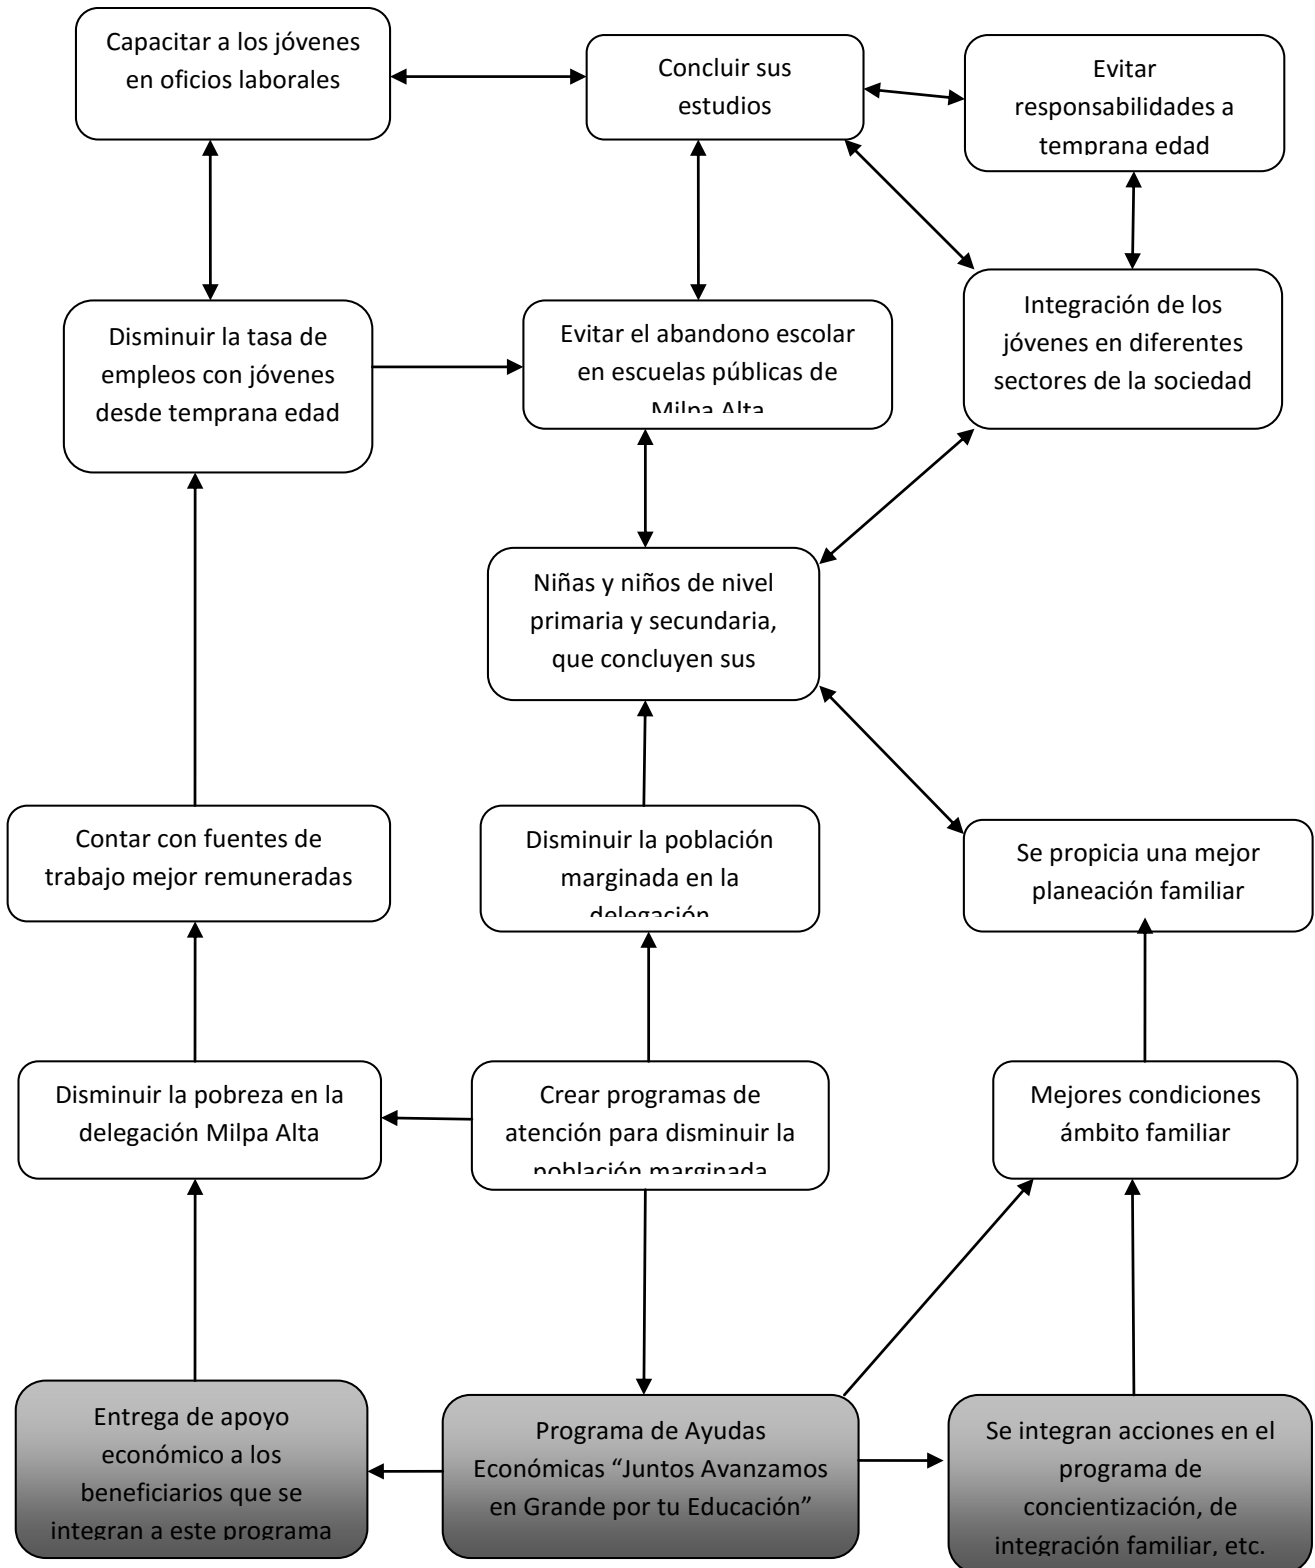 Capacitar a los jóvenes
en oficios laborales
Concluir sus
estudios
Evitar
responsabilidades a
temprana edad
Disminuir la tasa de
empleos con jóvenes
desde temprana edad
Evitar el abandono escolar
en escuelas públicas de
Milpa Alta
Integración de los
jóvenes en diferentes
sectores de la sociedad
Niñas y niños de nivel
primaria y secundaria,
que concluyen sus
Contar con fuentes de
trabajo mejor remuneradas
Disminuir la población
marginada en la
delegación
Se propicia una mejor
planeación familiar
Disminuir la pobreza en la
delegación Milpa Alta
Crear programas de
atención para disminuir la
población marginada
Mejores condiciones
ámbito familiar
Entrega de apoyo
económico a los
beneficiarios que se
integran a este programa
Programa de Ayudas
Económicas “Juntos Avanzamos
en Grande por tu Educación”
Se integran acciones en el
programa de
concientización, de
integración familiar, etc.